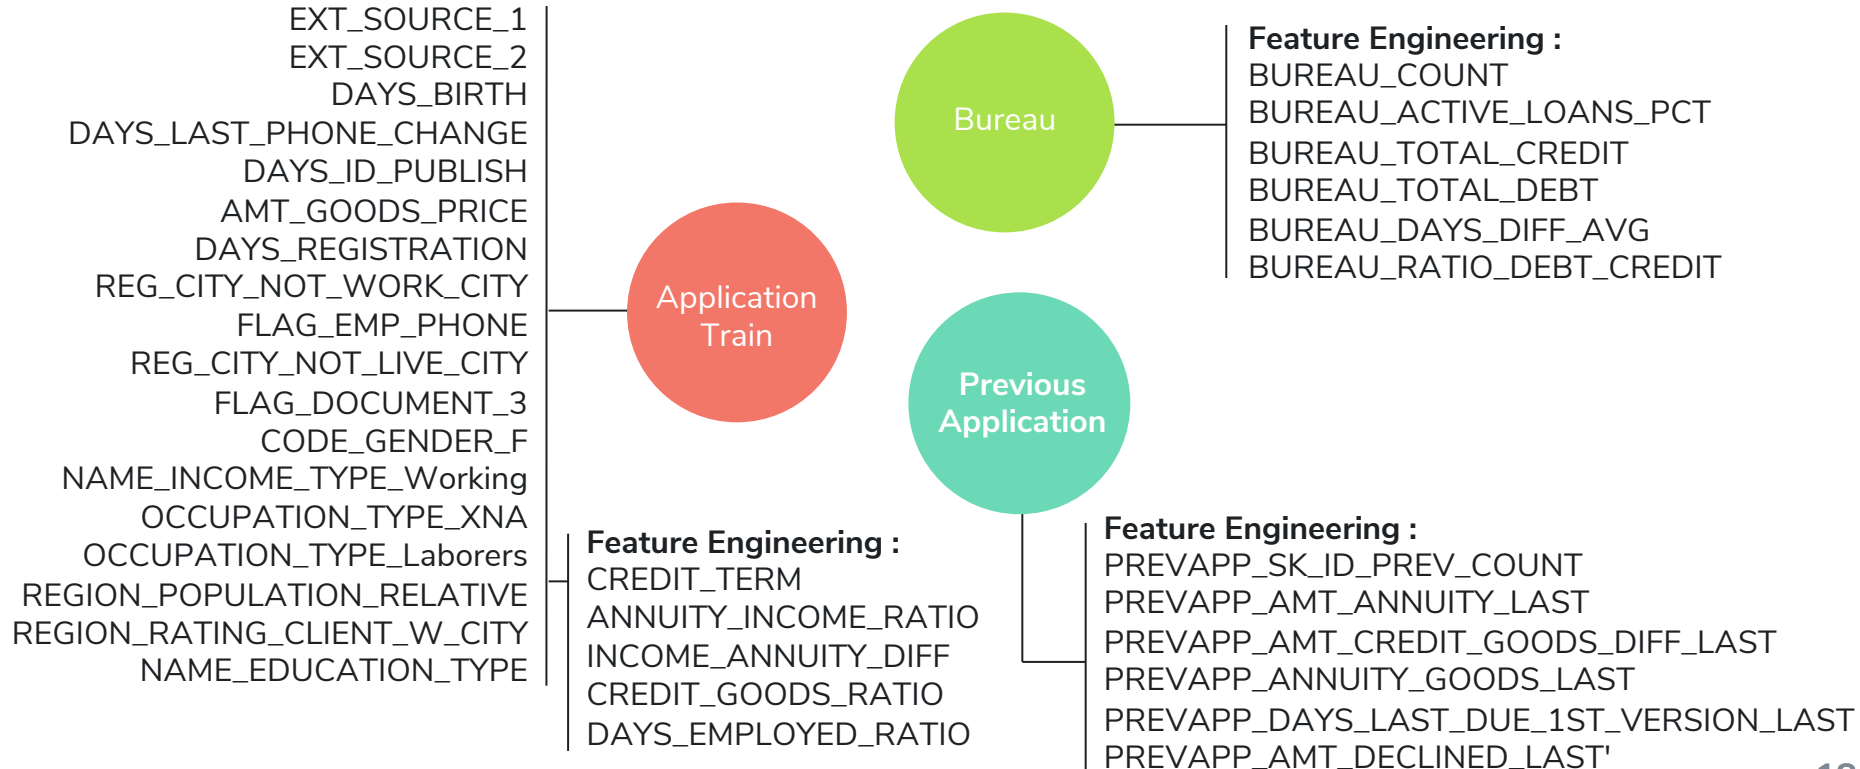 EXT_SOURCE_1
EXT_SOURCE_2
DAYS_BIRTH
DAYS_LAST_PHONE_CHANGE
DAYS_ID_PUBLISH
AMT_GOODS_PRICE
DAYS_REGISTRATION
REG_CITY_NOT_WORK_CITY
FLAG_EMP_PHONE
REG_CITY_NOT_LIVE_CITY
FLAG_DOCUMENT_3
CODE_GENDER_F
NAME_INCOME_TYPE_Working
OCCUPATION_TYPE_XNA
OCCUPATION_TYPE_Laborers
REGION_POPULATION_RELATIVE
REGION_RATING_CLIENT_W_CITY
NAME_EDUCATION_TYPE
Application
Train
Feature Engineering :
CREDIT_TERM
ANNUITY_INCOME_RATIO
INCOME_ANNUITY_DIFF
CREDIT_GOODS_RATIO
DAYS_EMPLOYED_RATIO
Bureau
Feature Engineering :
BUREAU_COUNT
BUREAU_ACTIVE_LOANS_PCT
BUREAU_TOTAL_CREDIT
BUREAU_TOTAL_DEBT
BUREAU_DAYS_DIFF_AVG
BUREAU_RATIO_DEBT_CREDIT
Previous
Application
Feature Engineering :
PREVAPP_SK_ID_PREV_COUNT
PREVAPP_AMT_ANNUITY_LAST
PREVAPP_AMT_CREDIT_GOODS_DIFF_LAST
PREVAPP_ANNUITY_GOODS_LAST
PREVAPP_DAYS_LAST_DUE_1ST_VERSION_LAST
PREVAPP_AMT_DECLINED_LAST'